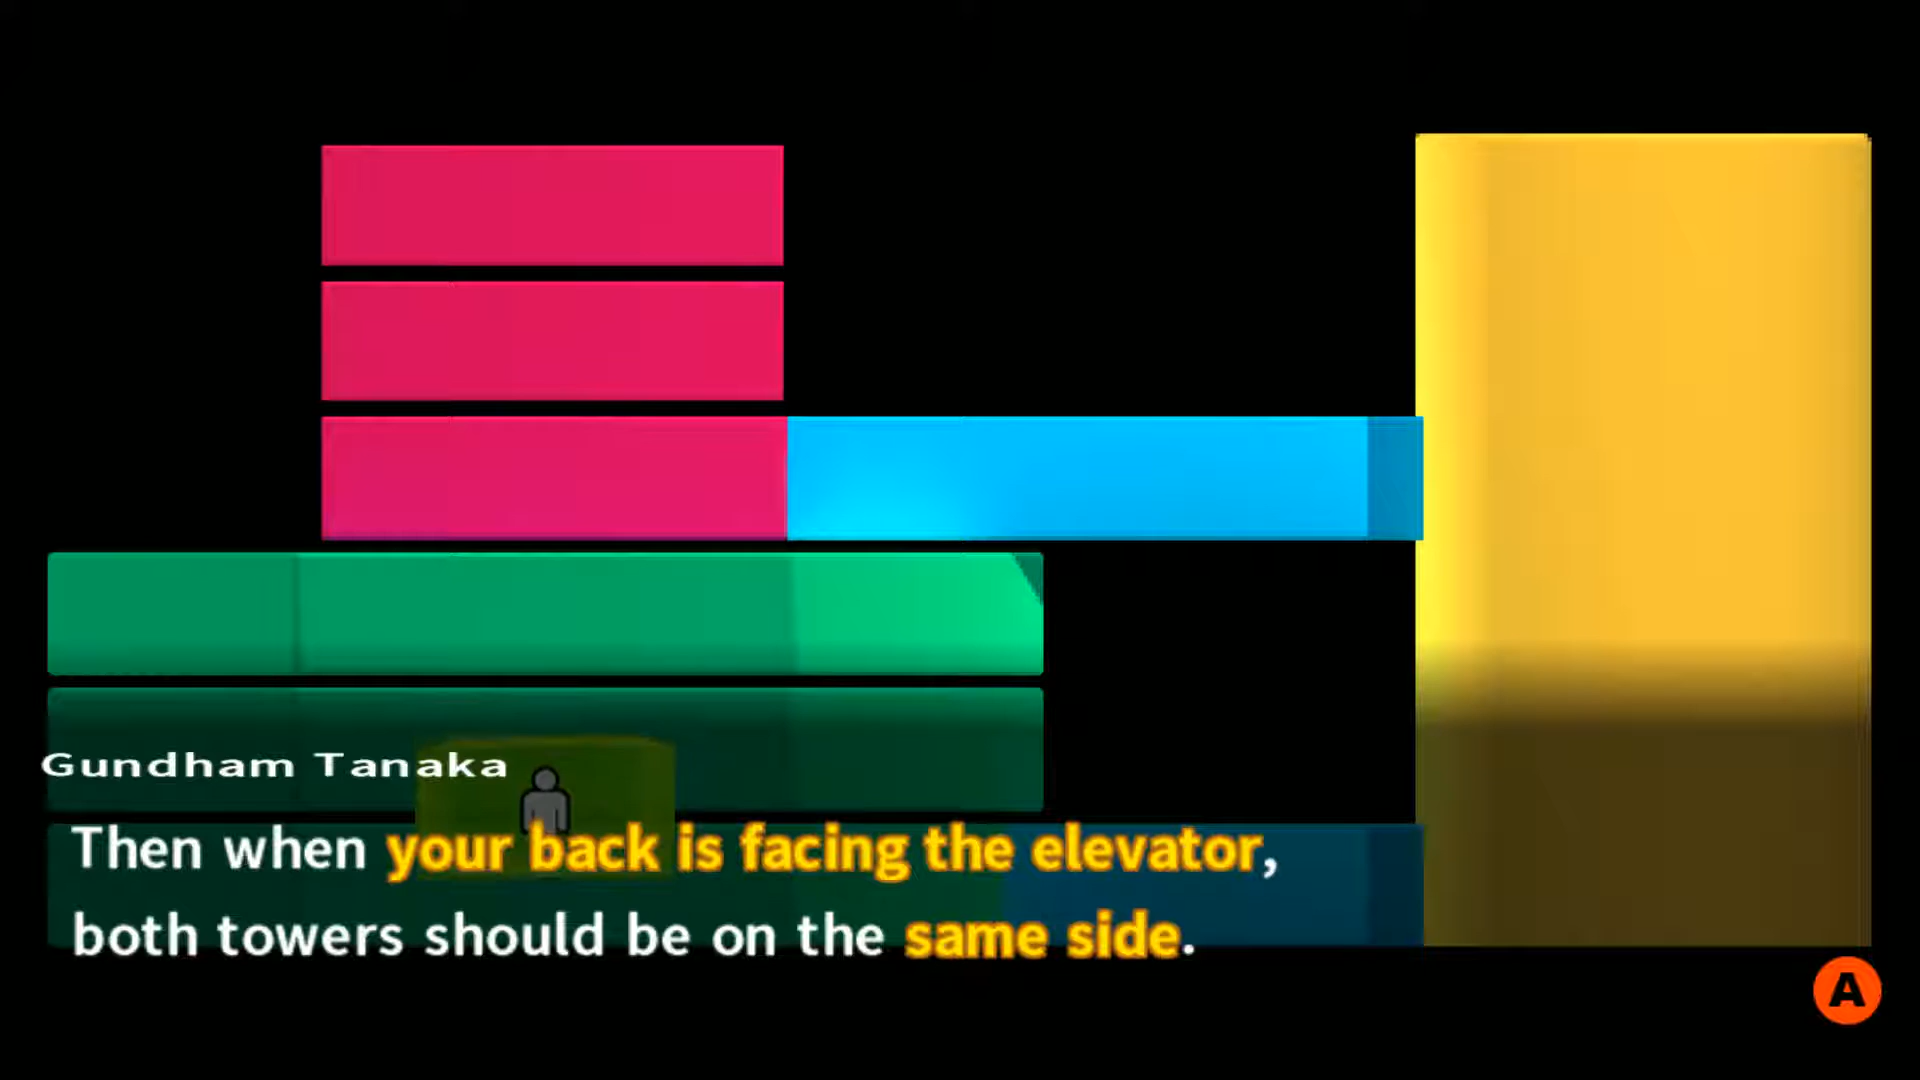 Gundham Tanaka
Then when your back is facing the elevator,
both towers should be on the same side.
A